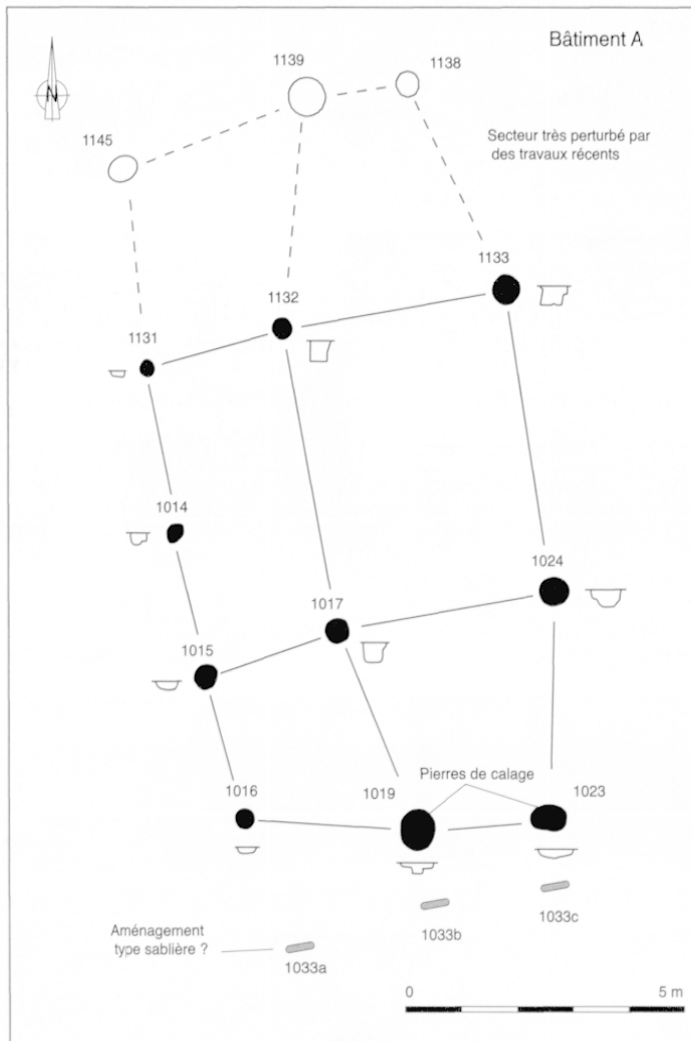 Bâtiment A
N
1139
1138
1145
Secteur très perturbé par
des travaux récents
1133
1132
1131
1014
1024
1017
1015
Pierres de calage
1016
1019
1023
1033c
1033b
Aménagement
type sablière ?
1033a
0
5 m